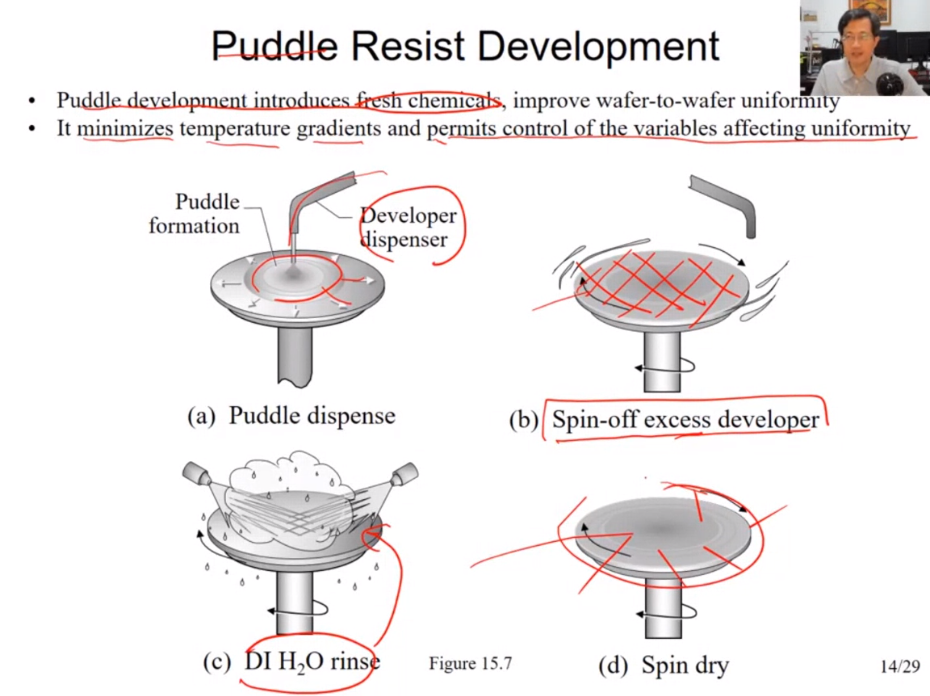 Puddle Resist Development
• Puddle development introduces fresh chemicals, improve wafer-to-wafer uniformity
• It minimizes temperature gradients and permits control of the variables affecting uniformity
Puddle
formation
Developer
dispenser
(a) Puddle dispense
(b) Spin-off excess developer
(c) DI H₂O rinse
Figure 15.7
(d) Spin dry
14/29